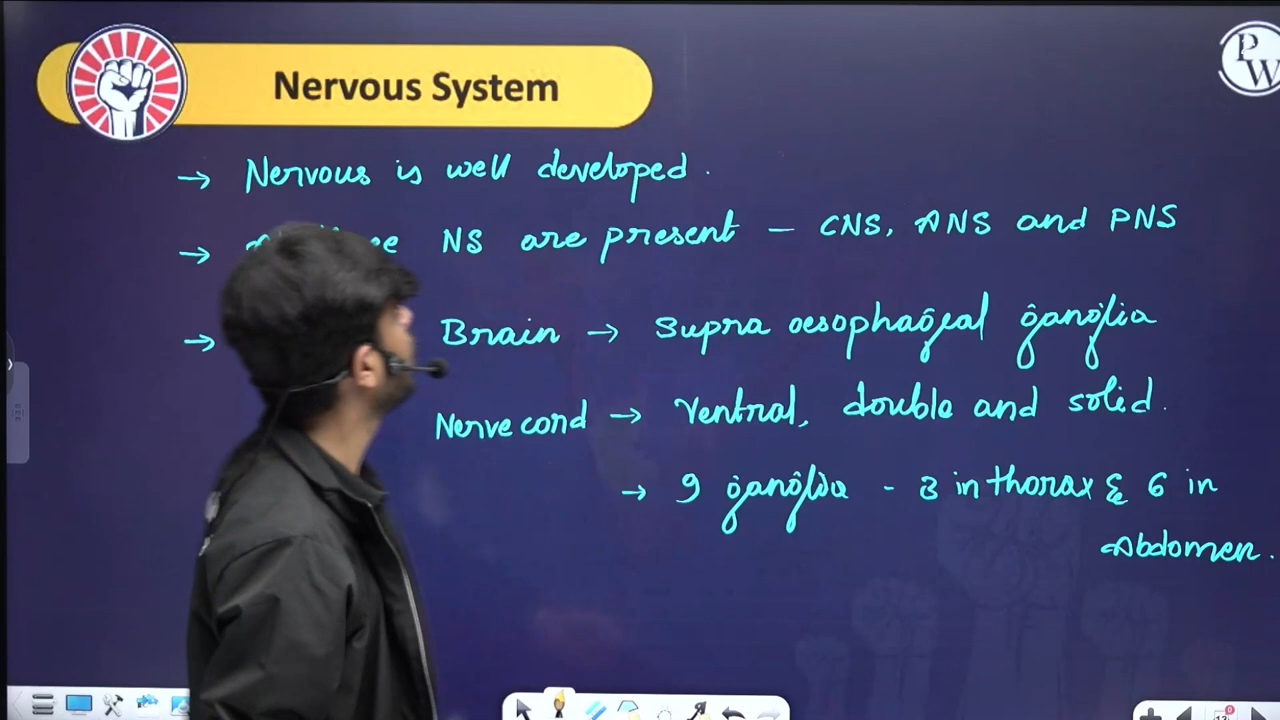 Nervous System
P
W
→ Nervous is well developed.
→ NS are present – CNS, ANS and PNS
→ Brain → Supra oesophageal ganglia
Nerve cord → Ventral, double and solid.
→ 9 ganglia - 3 in thorax & 6 in
Abdomen.